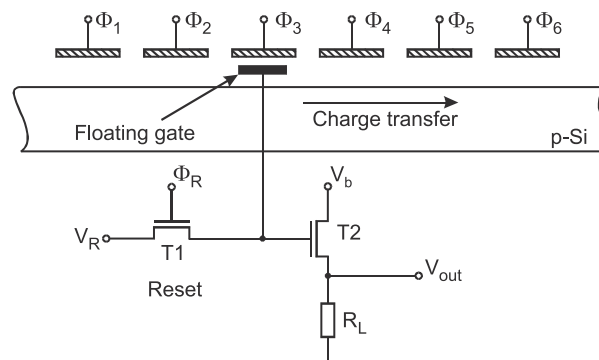 Φ1 Φ2 Φ3 Φ4 Φ5 Φ6
Floating gate
Charge transfer
p-Si
ΦR
Vb
VR
T1
T2
Vout
Reset
RL